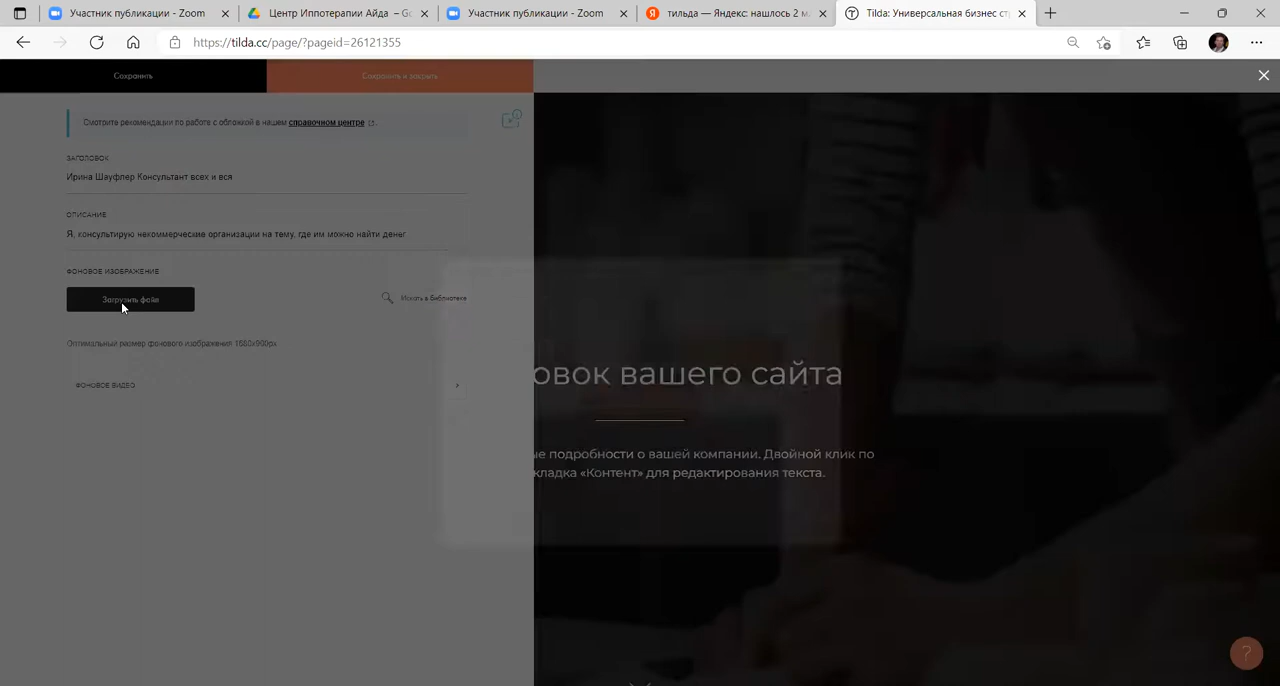 Участник публикации - Zoom
Центр Иппотерапии Айда – Go
Участник публикации - Zoom
тильда — Яндекс: нашлось 2 м
Tilda: Универсальная бизнес ст
https://tilda.cc/page/?pageid=26121355
Сохранить
Сохранить и закрыть
Смотрите рекомендации по работе с обложкой в нашем справочном центре
ЗАГОЛОВОК
Ирина Шауфлер Консультант всех и вся
ОПИСАНИЕ
Я, консультирую некоммерческие организации на тему, где им можно найти денег
ФОНОВОЕ ИЗОБРАЖЕНИЕ
Загрузить файл
Искать в библиотеке
Оптимальный размер фонового изображения 1680x900px
ФОНОВОЕ ВИДЕО
овок вашего сайта
ые подробности о вашей компании. Двойной клик по
кладка «Контент» для редактирования текста.
?